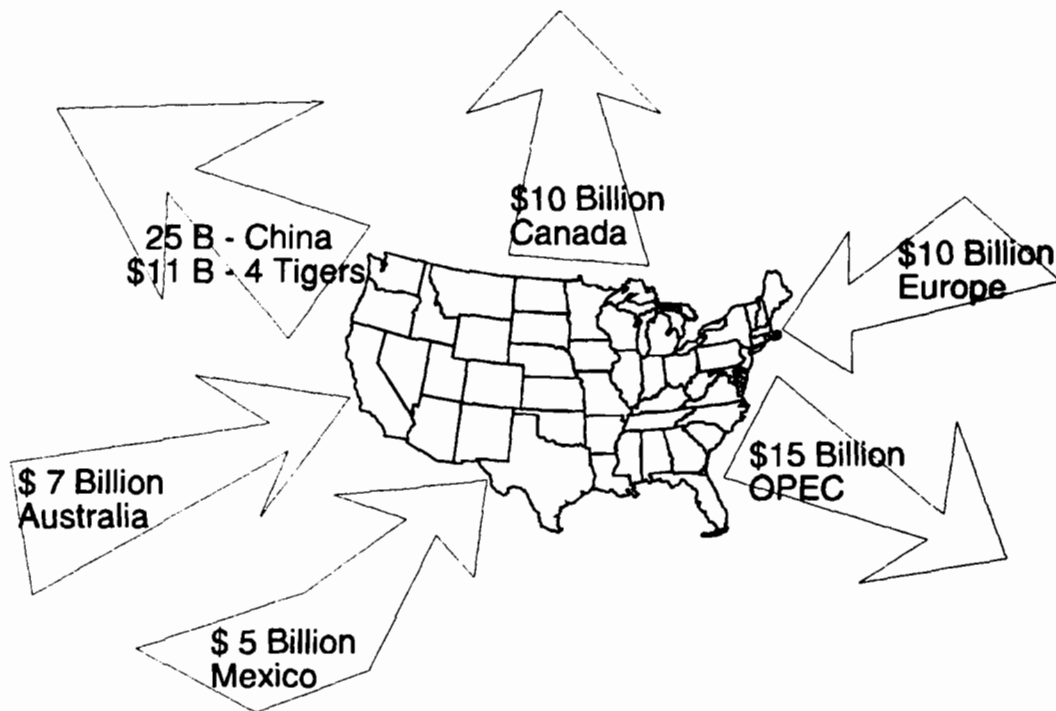 $10 Billion
Canada
25 B - China
$11 B - 4 Tigers
$10 Billion
Europe
$15 Billion
OPEC
$ 7 Billion
Australia
$ 5 Billion
Mexico